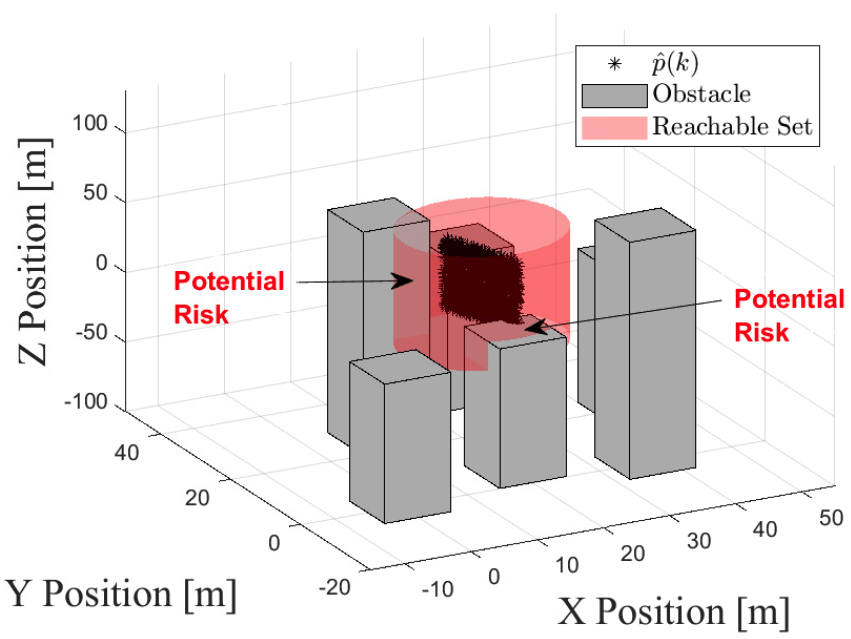 p̂(k)
Obstacle
Reachable Set
100
50
0
-50
-100
Z Position [m]
Potential
Risk
Potential
Risk
40
20
0
-20
Y Position [m]
-10
0
10
20
30
40
50
X Position [m]